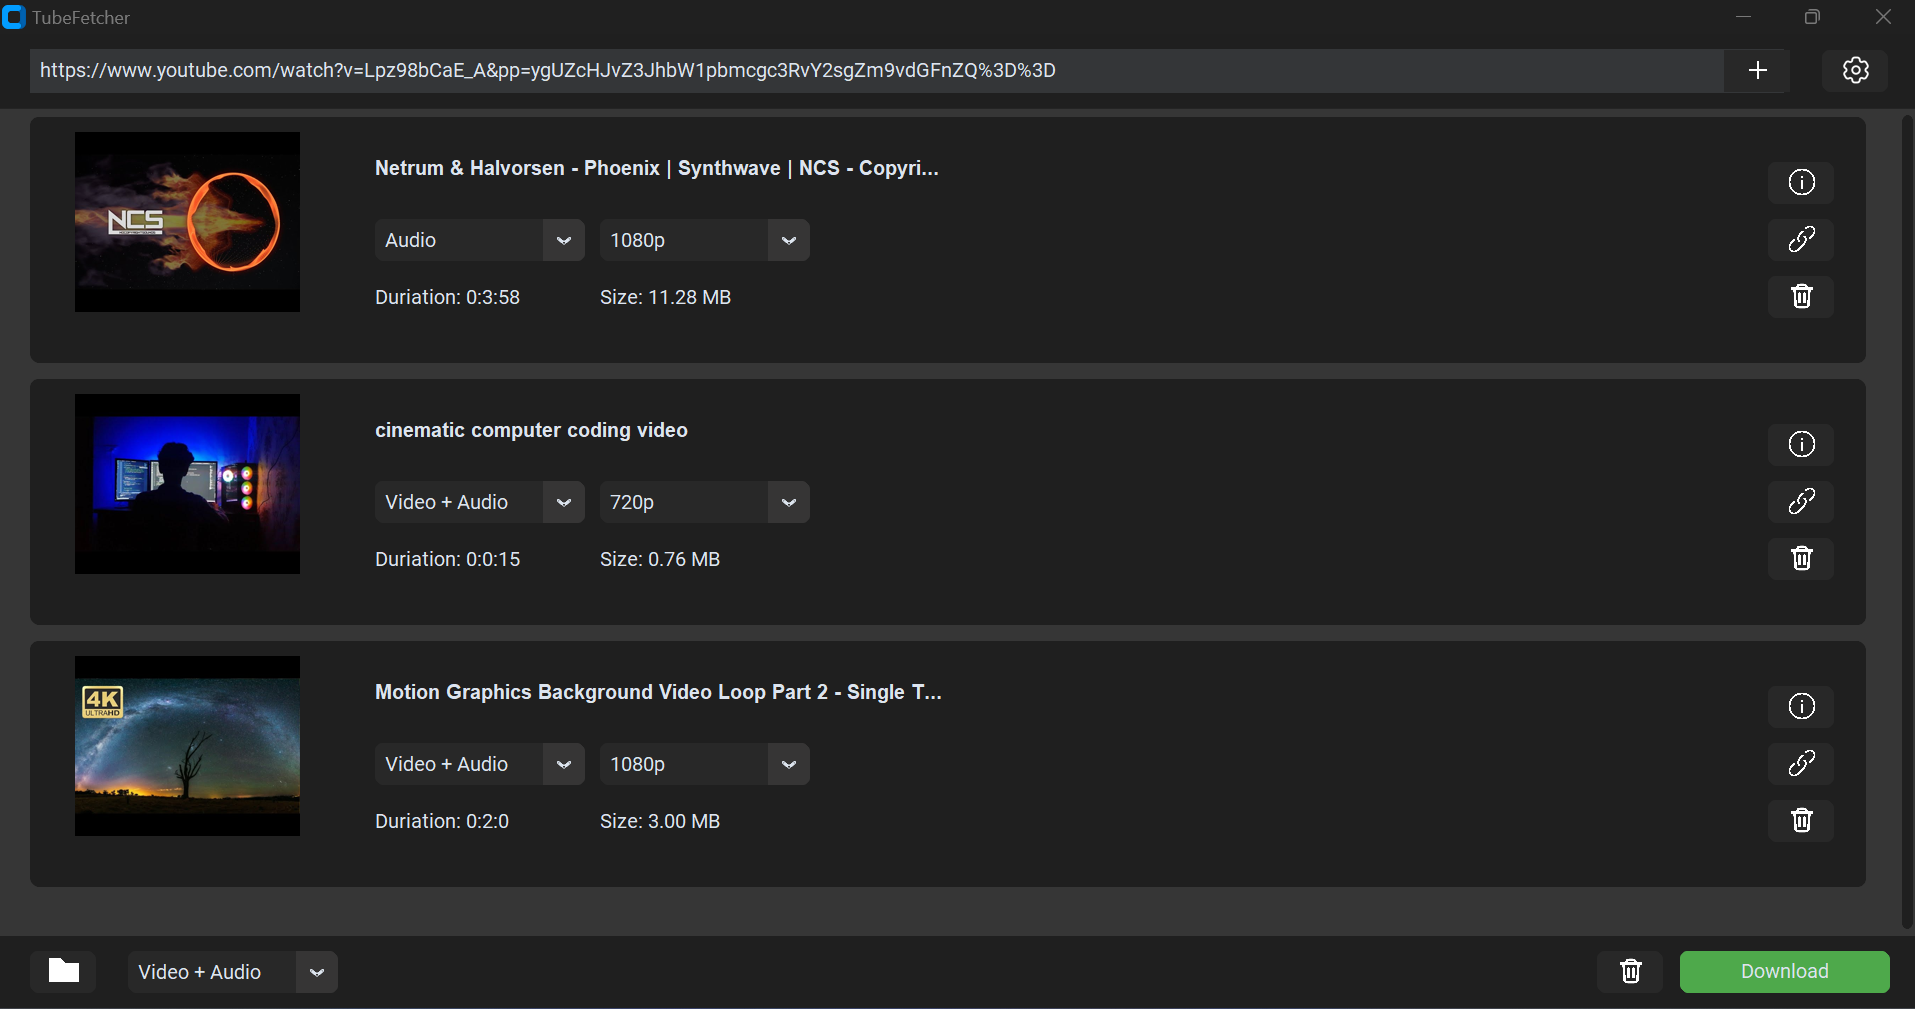 TubeFetcher
https://www.youtube.com/watch?v=Lpz98bCaE_A&pp=ygUZcHJvZ3JhbW1pbmcgc3RvY2sgZm9vdGFnZQ%3D%3D
NCS
Netrum & Halvorsen - Phoenix | Synthwave | NCS - Copyri...
Audio 1080p
Duriation: 0:3:58 Size: 11.28 MB
cinematic computer coding video
Video + Audio 720p
Duriation: 0:0:15 Size: 0.76 MB
4K
ULTRAHD
Motion Graphics Background Video Loop Part 2 - Single T...
Video + Audio 1080p
Duriation: 0:2:0 Size: 3.00 MB
Video + Audio Download